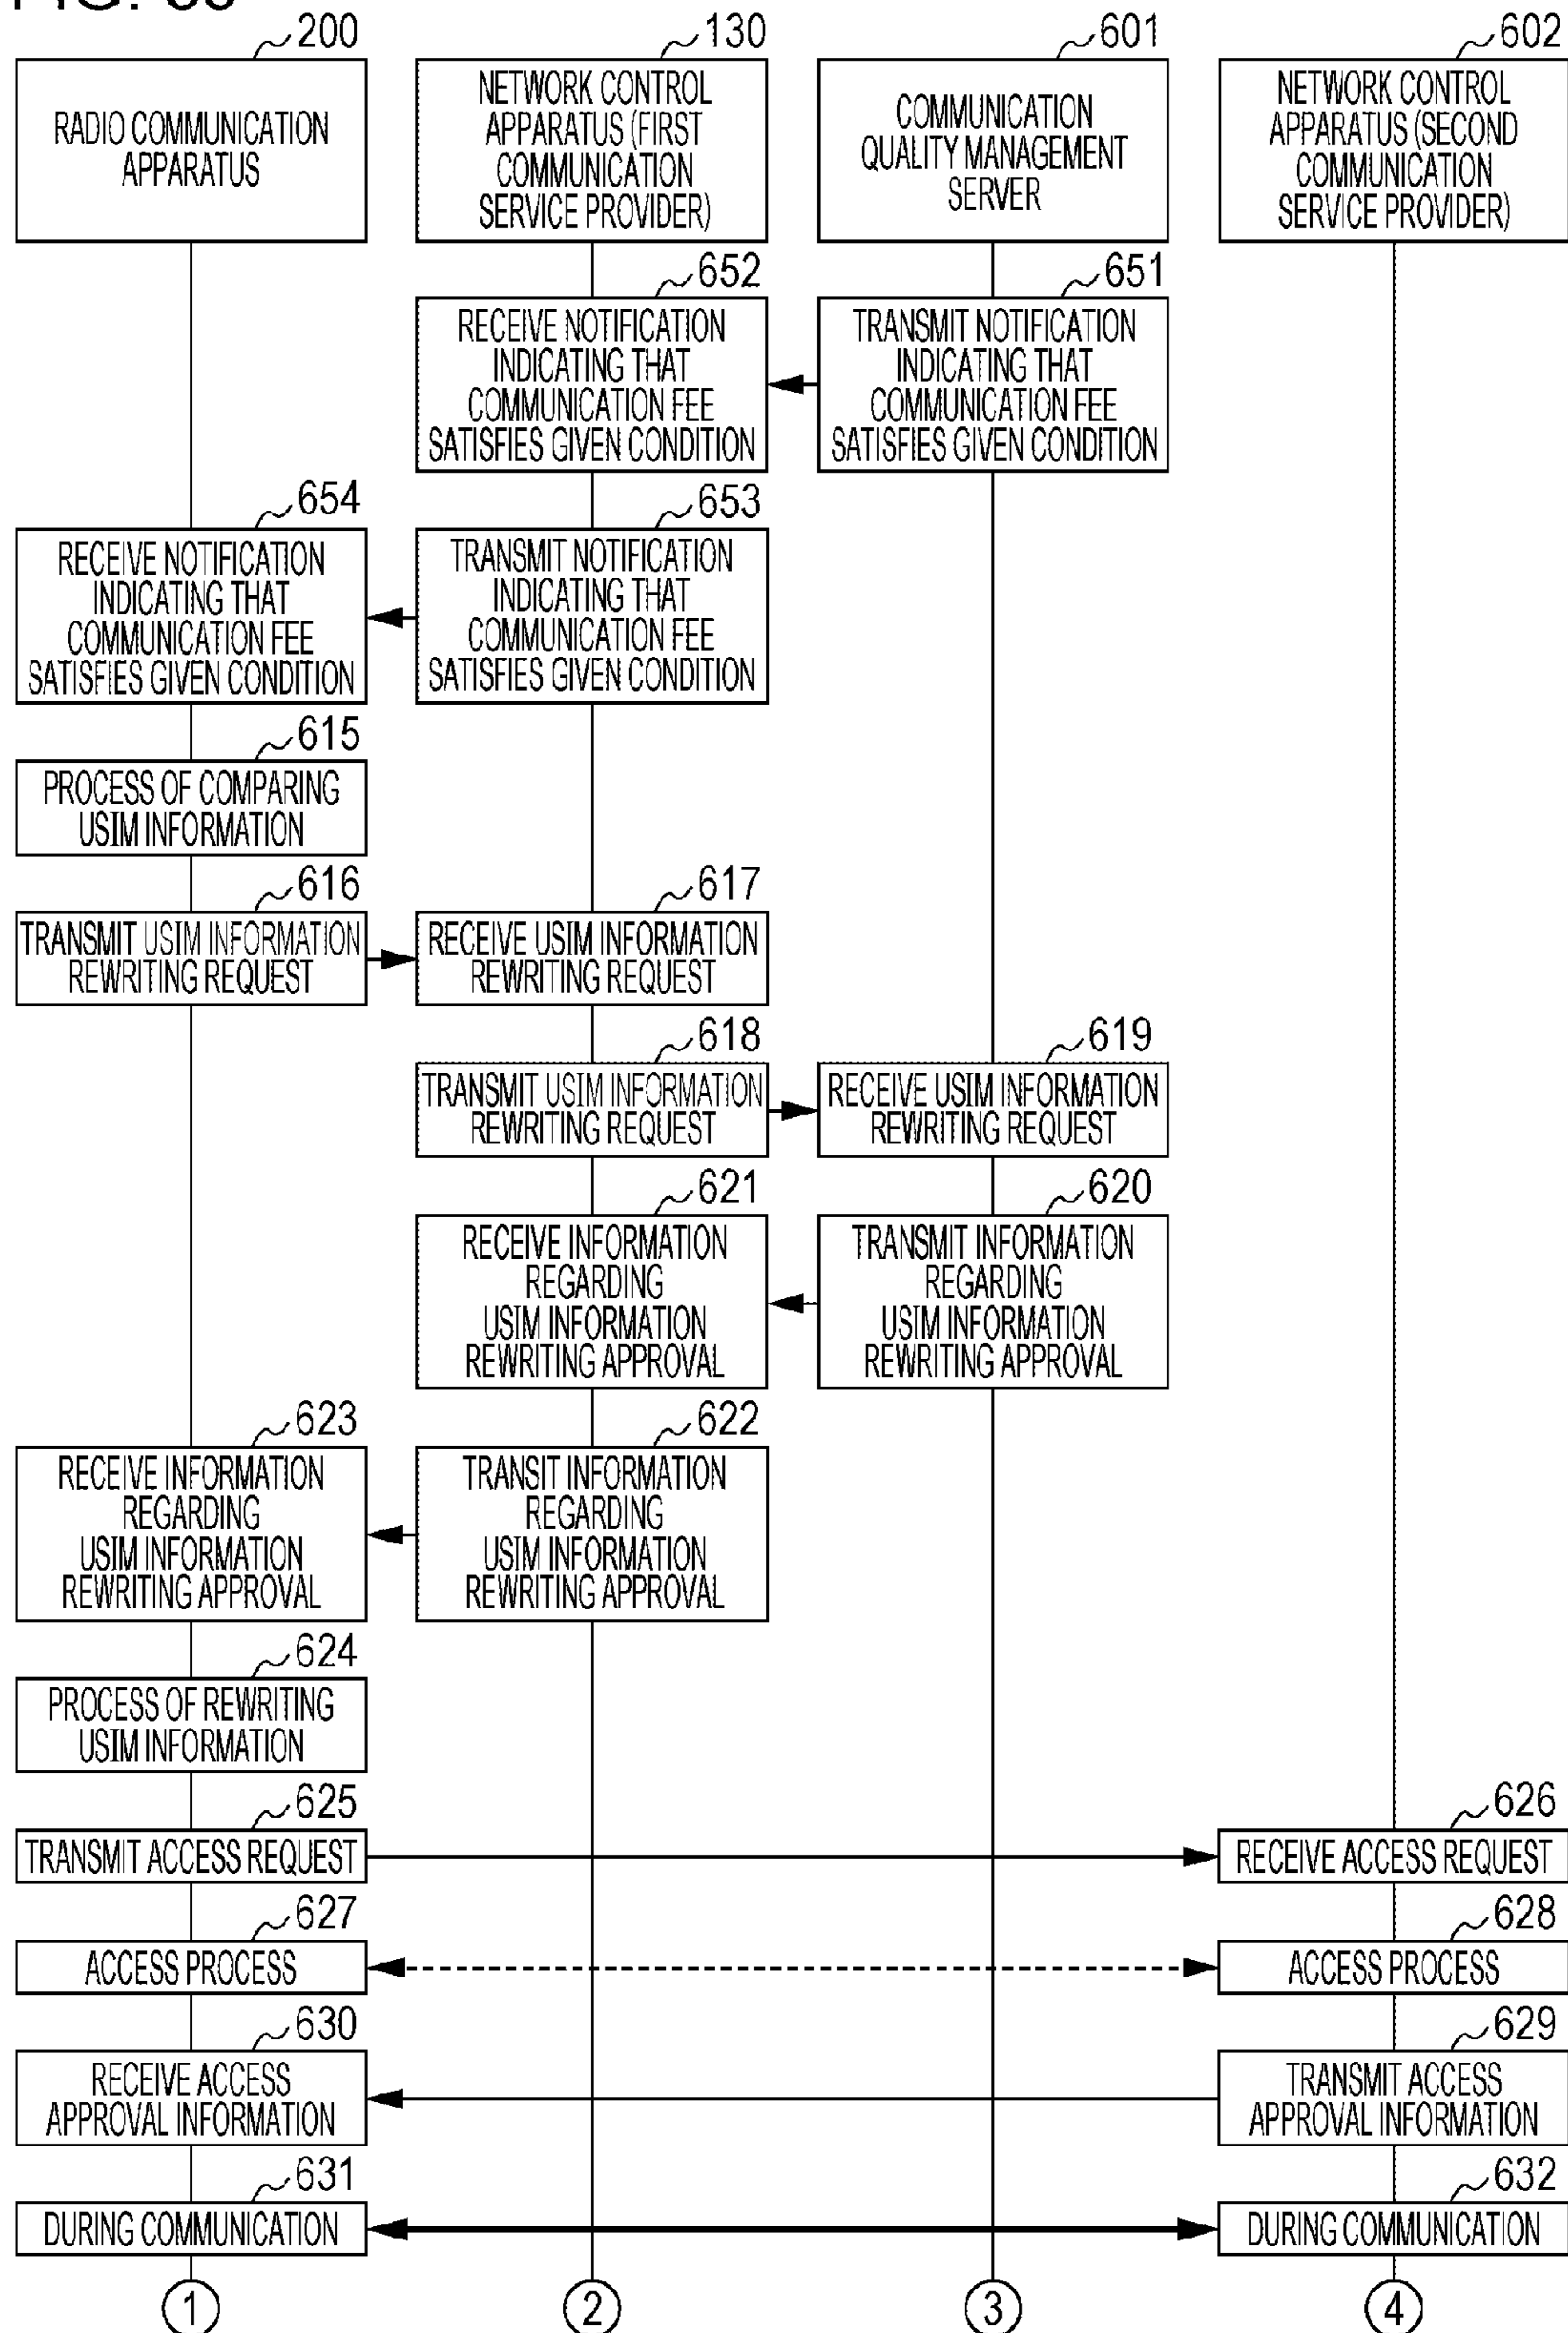 200
130
601
602
RADIO COMMUNICATION
APPARATUS
NETWORK CONTROL
APPARATUS (FIRST
COMMUNICATION
SERVICE PROVIDER)
COMMUNICATION
QUALITY MANAGEMENT
SERVER
NETWORK CONTROL
APPARATUS (SECOND
COMMUNICATION
SERVICE PROVIDER)
652
651
RECEIVE NOTIFICATION
INDICATING THAT
COMMUNICATION FEE
SATISFIES GIVEN CONDITION
TRANSMIT NOTIFICATION
INDICATING THAT
COMMUNICATION FEE
SATISFIES GIVEN CONDITION
654
653
RECEIVE NOTIFICATION
INDICATING THAT
COMMUNICATION FEE
SATISFIES GIVEN CONDITION
TRANSMIT NOTIFICATION
INDICATING THAT
COMMUNICATION FEE
SATISFIES GIVEN CONDITION
615
PROCESS OF COMPARING
USIM INFORMATION
616
617
TRANSMIT USIM INFORMATION
REWRITING REQUEST
RECEIVE USIM INFORMATION
REWRITING REQUEST
618
619
TRANSMIT USIM INFORMATION
REWRITING REQUEST
RECEIVE USIM INFORMATION
REWRITING REQUEST
621
620
RECEIVE INFORMATION
REGARDING
USIM INFORMATION
REWRITING APPROVAL
TRANSMIT INFORMATION
REGARDING
USIM INFORMATION
REWRITING APPROVAL
623
622
RECEIVE INFORMATION
REGARDING
USIM INFORMATION
REWRITING APPROVAL
TRANSIT INFORMATION
REGARDING
USIM INFORMATION
REWRITING APPROVAL
624
PROCESS OF REWRITING
USIM INFORMATION
625
626
TRANSMIT ACCESS REQUEST
RECEIVE ACCESS REQUEST
627
628
ACCESS PROCESS
ACCESS PROCESS
630
629
RECEIVE ACCESS
APPROVAL INFORMATION
TRANSMIT ACCESS
APPROVAL INFORMATION
631
632
DURING COMMUNICATION
DURING COMMUNICATION
1
2
3
4